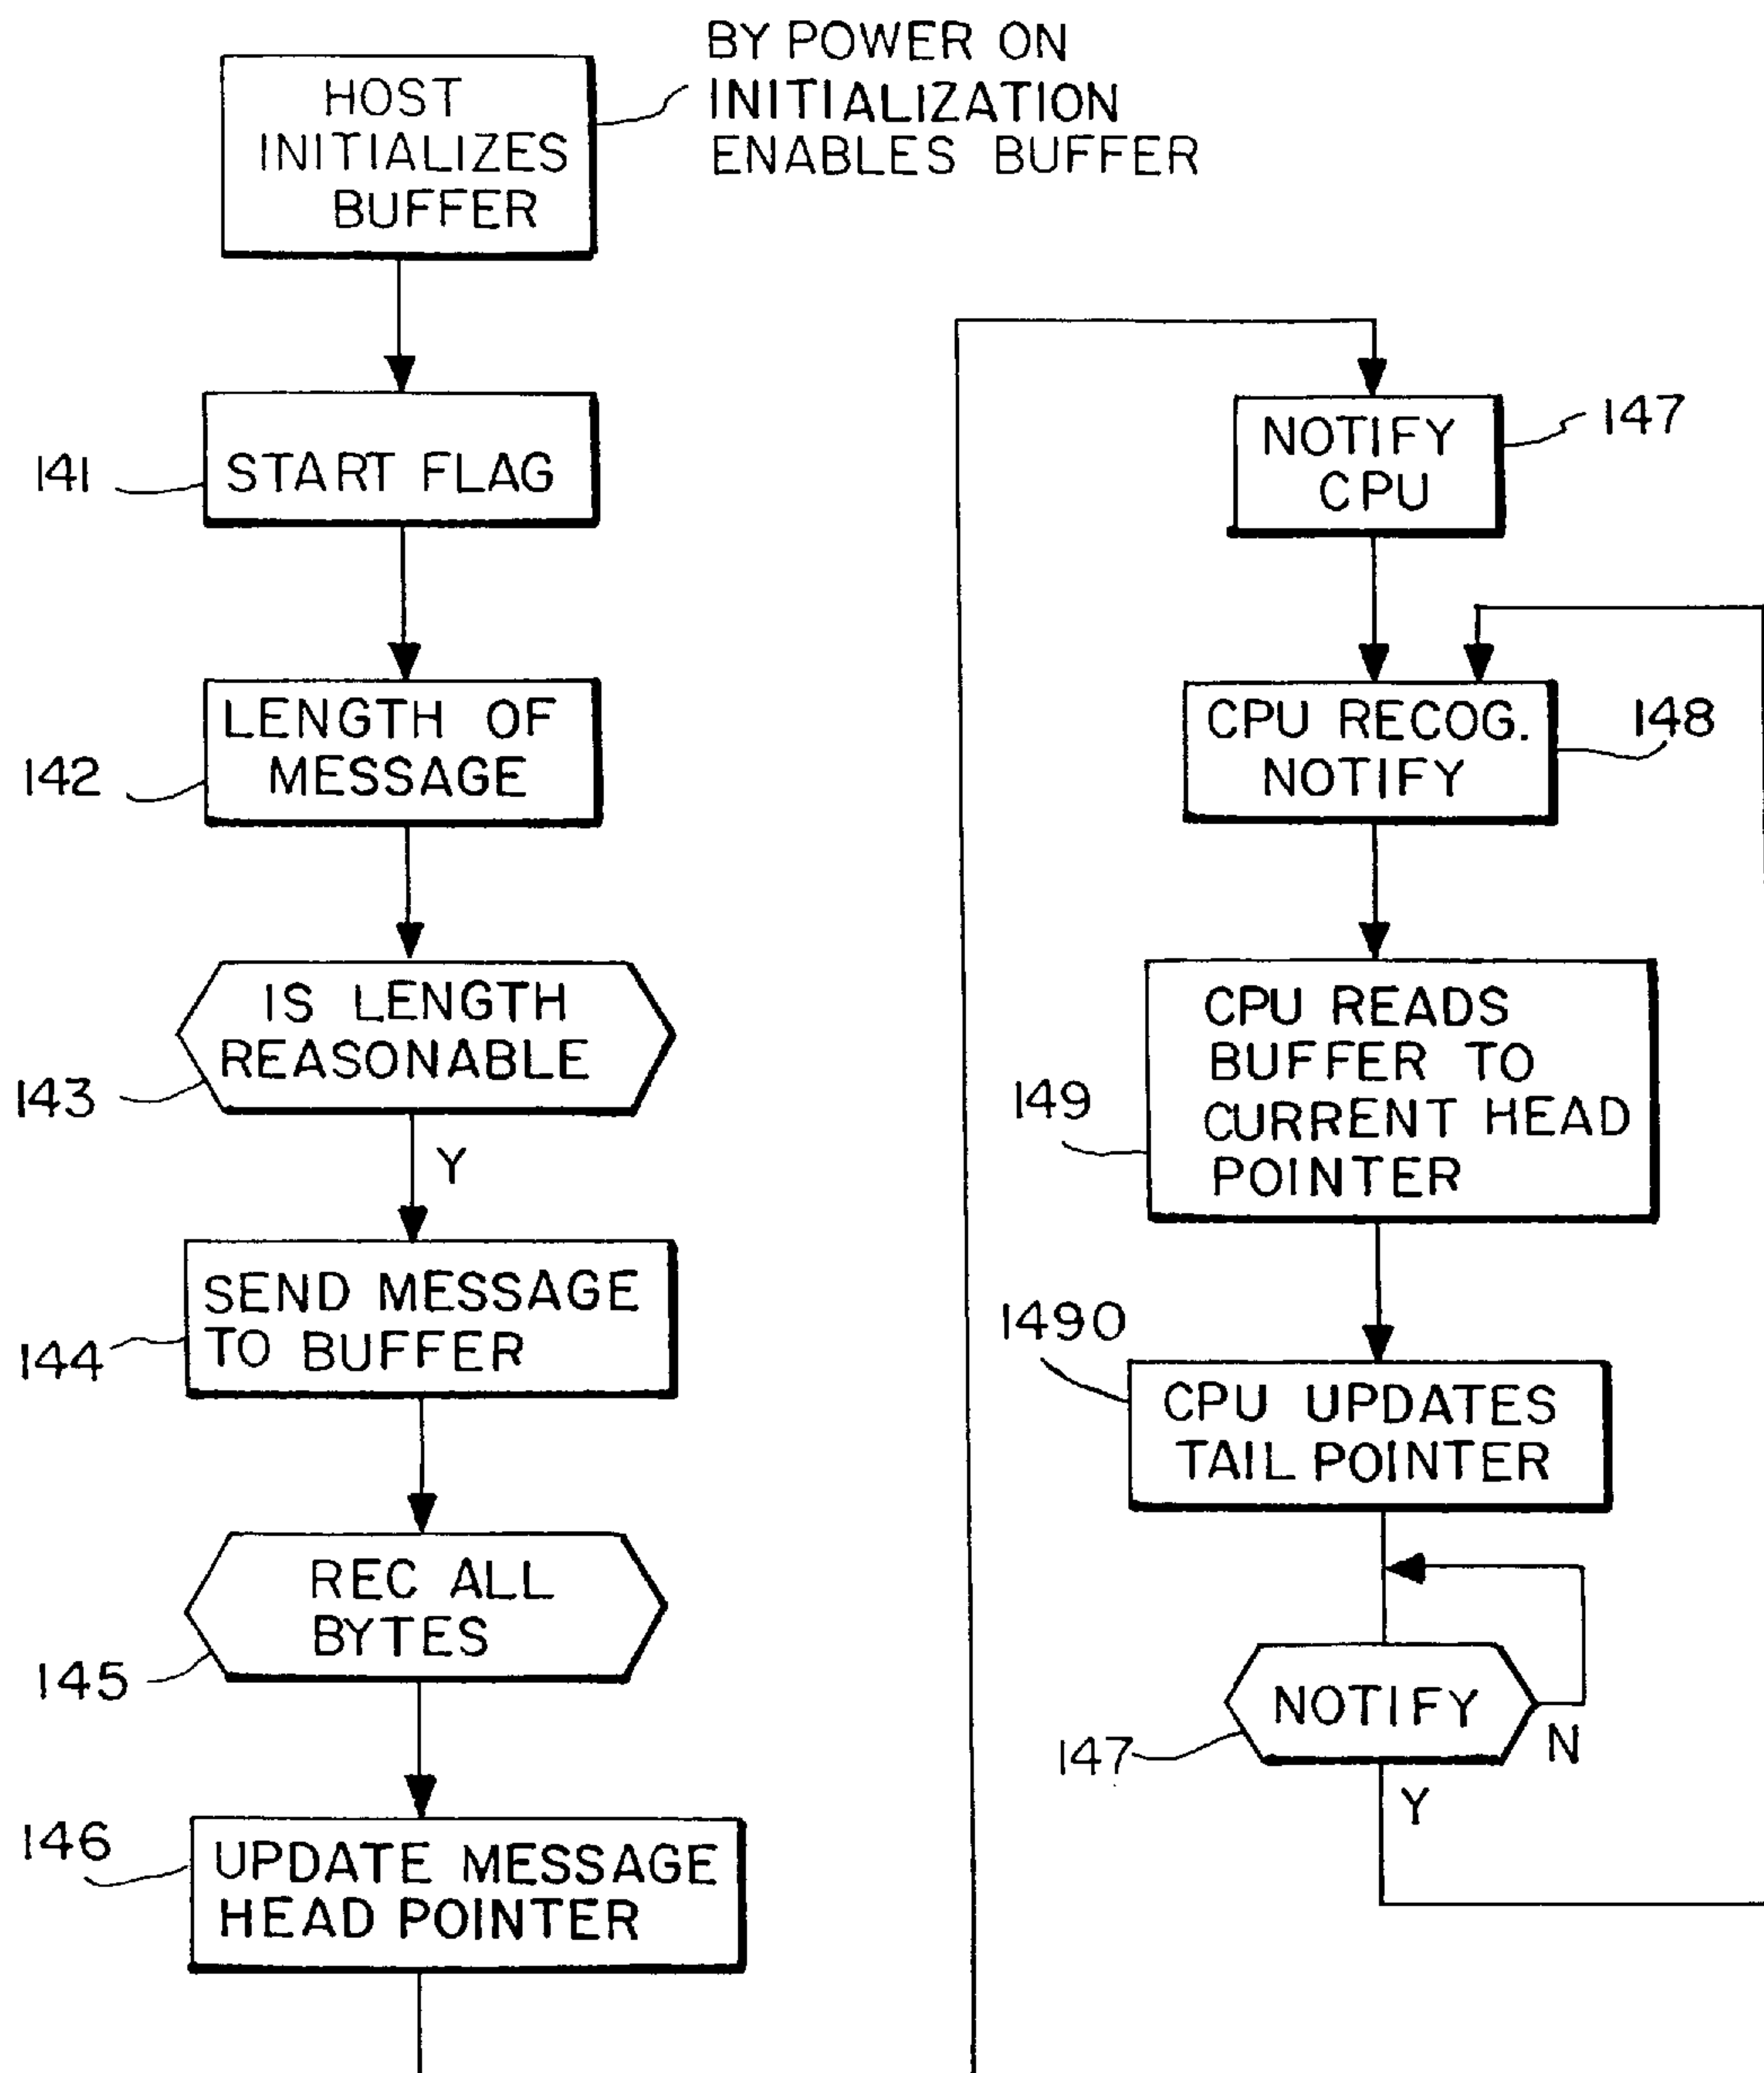 HOST
INITIALIZES
BUFFER
BY POWER ON
INITIALIZATION
ENABLES BUFFER
141
START FLAG
142
LENGTH OF
MESSAGE
143
IS LENGTH
REASONABLE
Y
144
SEND MESSAGE
TO BUFFER
145
REC ALL
BYTES
146
UPDATE MESSAGE
HEAD POINTER
NOTIFY
CPU
147
CPU RECOG.
NOTIFY
148
149
CPU READS
BUFFER TO
CURRENT HEAD
POINTER
1490
CPU UPDATES
TAIL POINTER
147
NOTIFY
N
Y